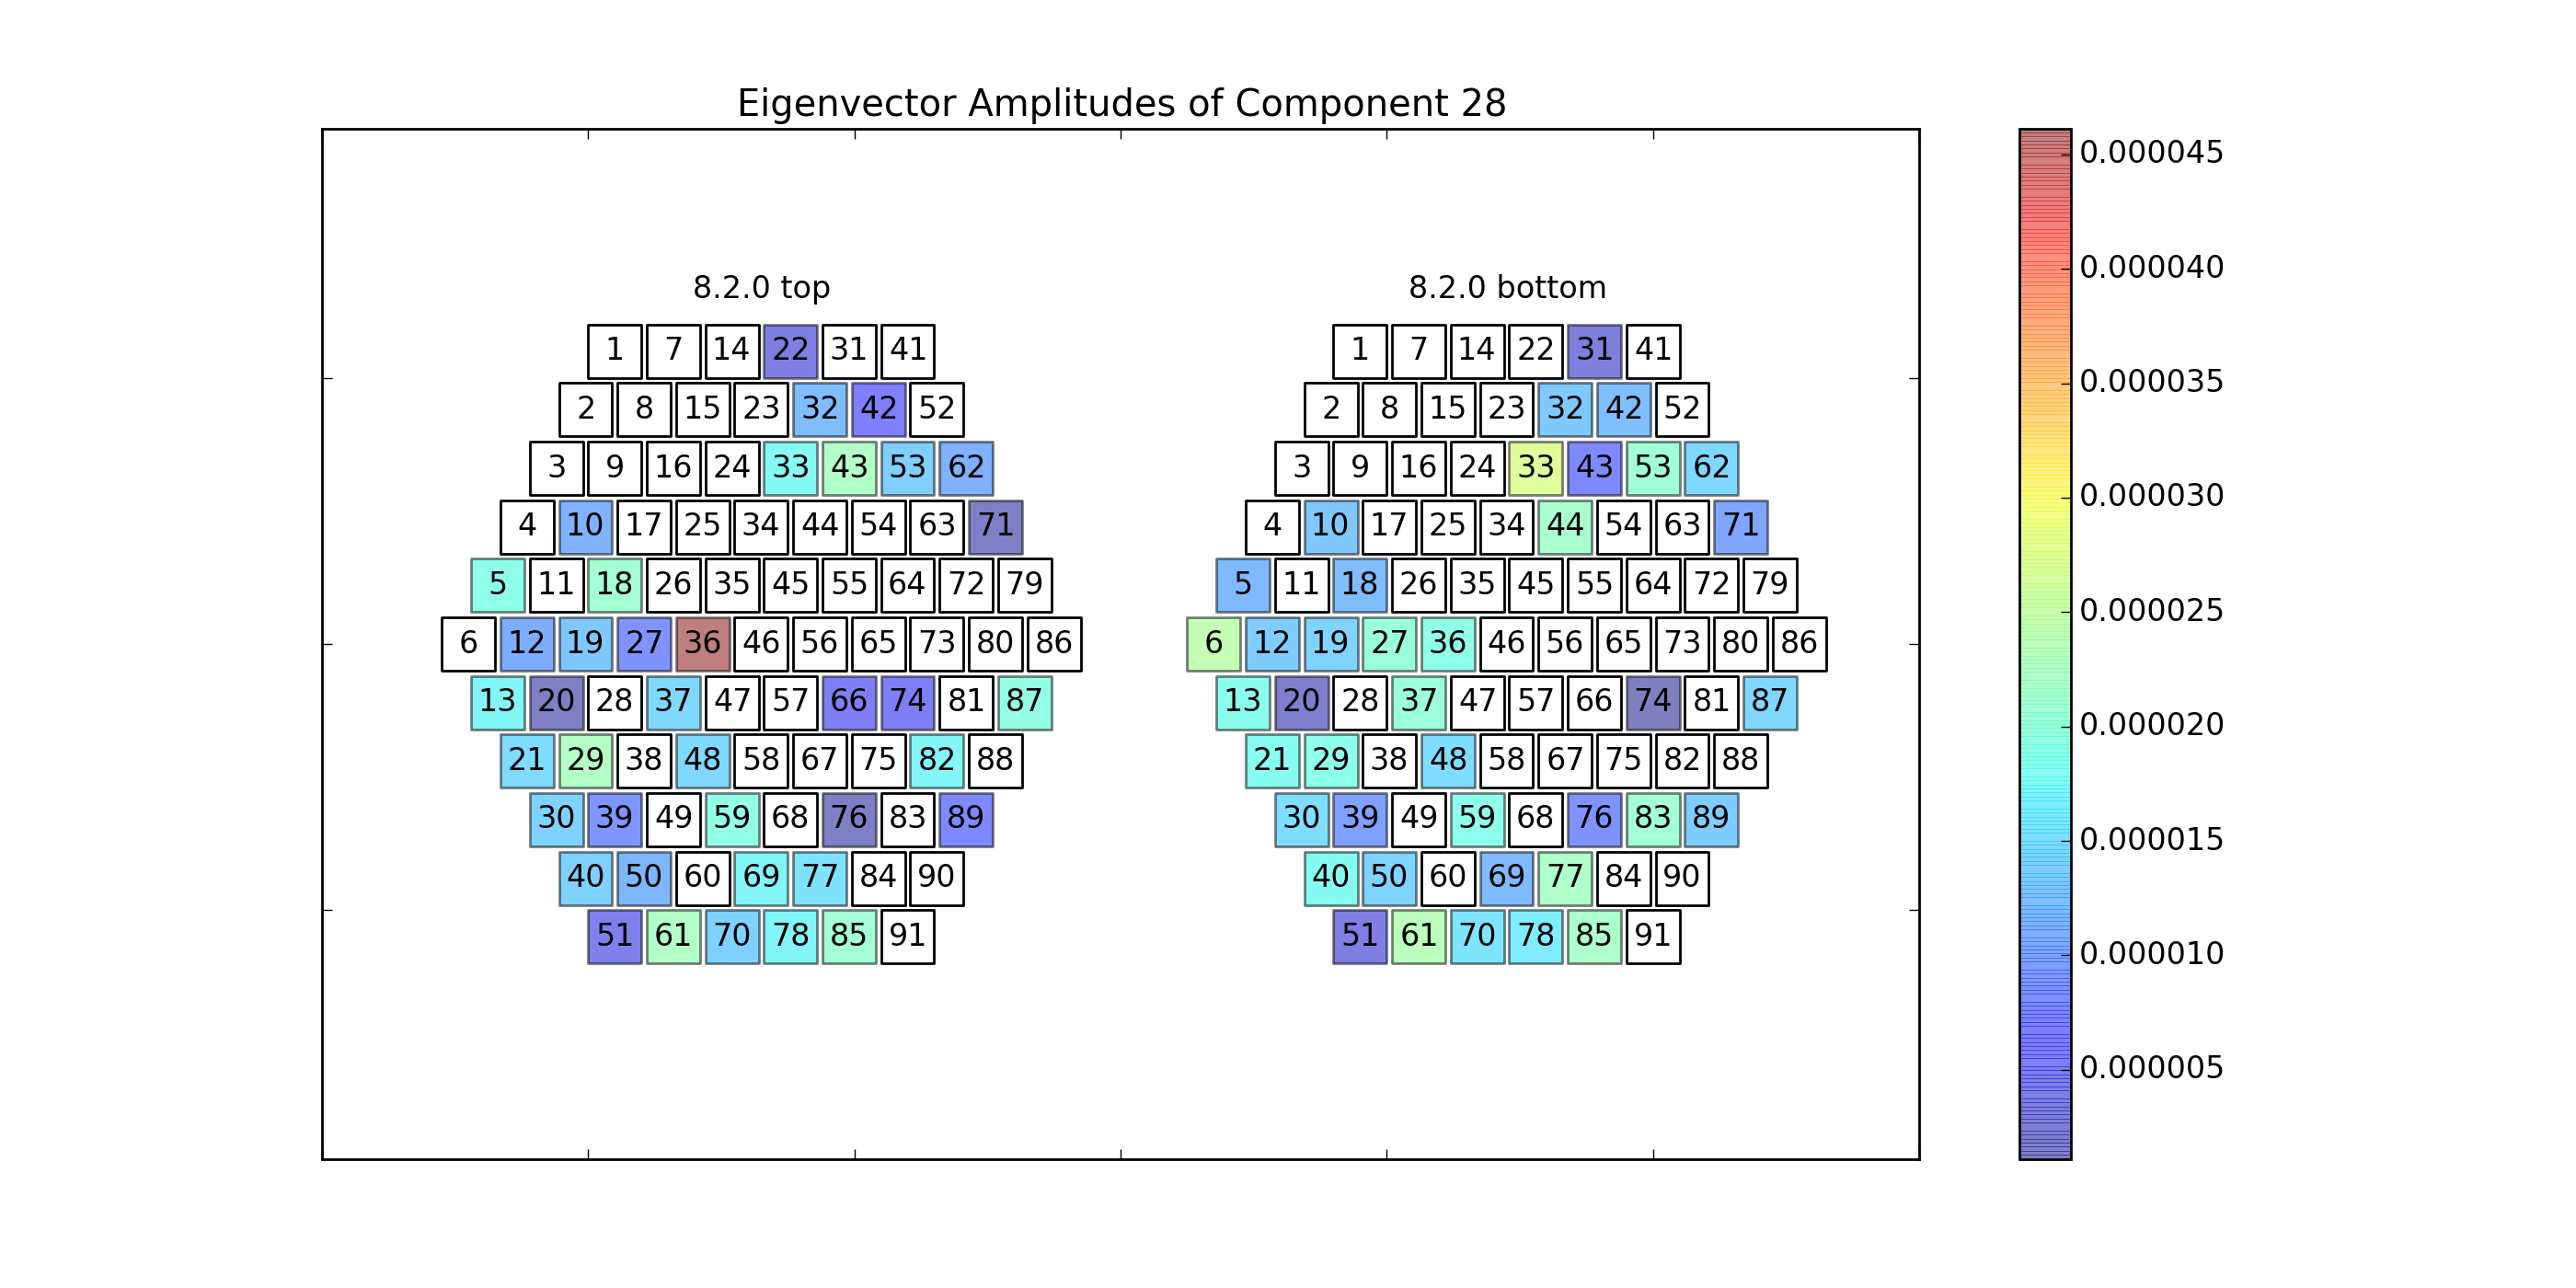 Eigenvector Amplitudes of Component 28
8.2.0 top
1 7 14 22 31 41
2 8 15 23 32 42 52
3 9 16 24 33 43 53 62
4 10 17 25 34 44 54 63 71
5 11 18 26 35 45 55 64 72 79
6 12 19 27 36 46 56 65 73 80 86
13 20 28 37 47 57 66 74 81 87
21 29 38 48 58 67 75 82 88
30 39 49 59 68 76 83 89
40 50 60 69 77 84 90
51 61 70 78 85 91
8.2.0 bottom
1 7 14 22 31 41
2 8 15 23 32 42 52
3 9 16 24 33 43 53 62
4 10 17 25 34 44 54 63 71
5 11 18 26 35 45 55 64 72 79
6 12 19 27 36 46 56 65 73 80 86
13 20 28 37 47 57 66 74 81 87
21 29 38 48 58 67 75 82 88
30 39 49 59 68 76 83 89
40 50 60 69 77 84 90
51 61 70 78 85 91
0.000045
0.000040
0.000035
0.000030
0.000025
0.000020
0.000015
0.000010
0.000005